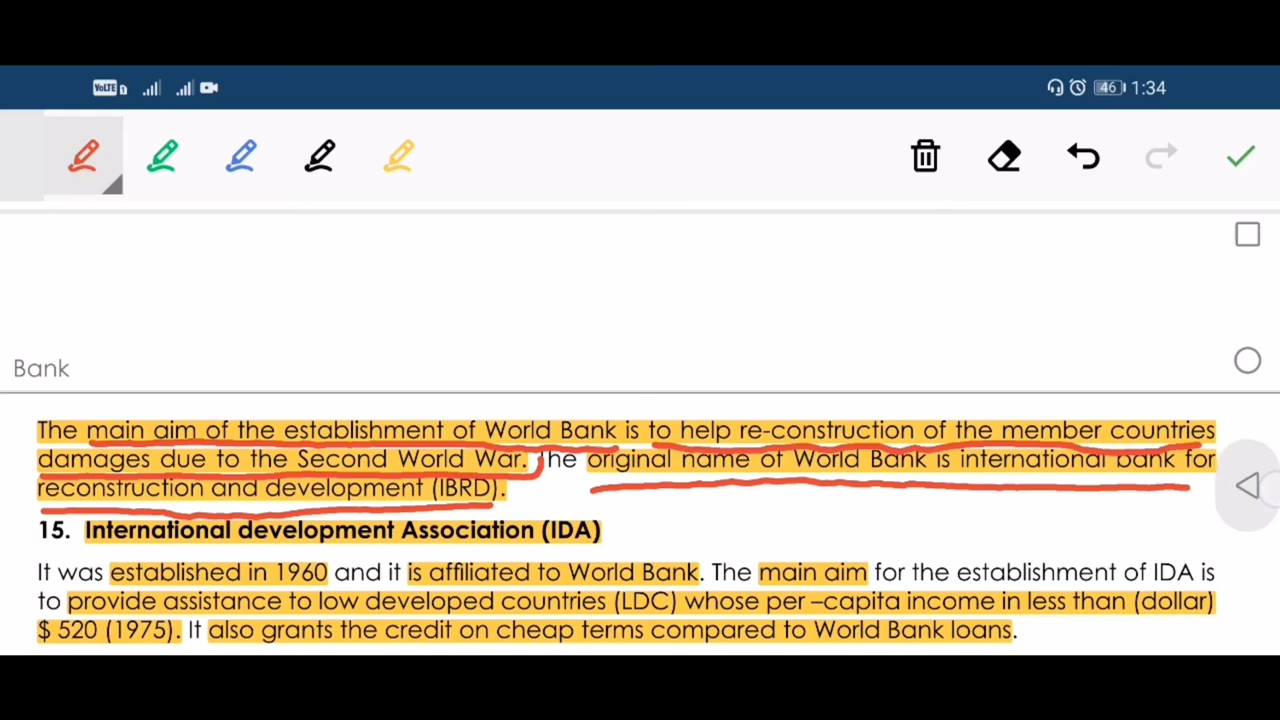 VoLTE 46 1:34
Bank
The main aim of the establishment of World Bank is to help re-construction of the member countries
damages due to the Second World War. The original name of World Bank is international bank for
reconstruction and development (IBRD).
15. International development Association (IDA)
It was established in 1960 and it is affiliated to World Bank. The main aim for the establishment of IDA is
to provide assistance to low developed countries (LDC) whose per –capita income in less than (dollar)
$ 520 (1975). It also grants the credit on cheap terms compared to World Bank loans.